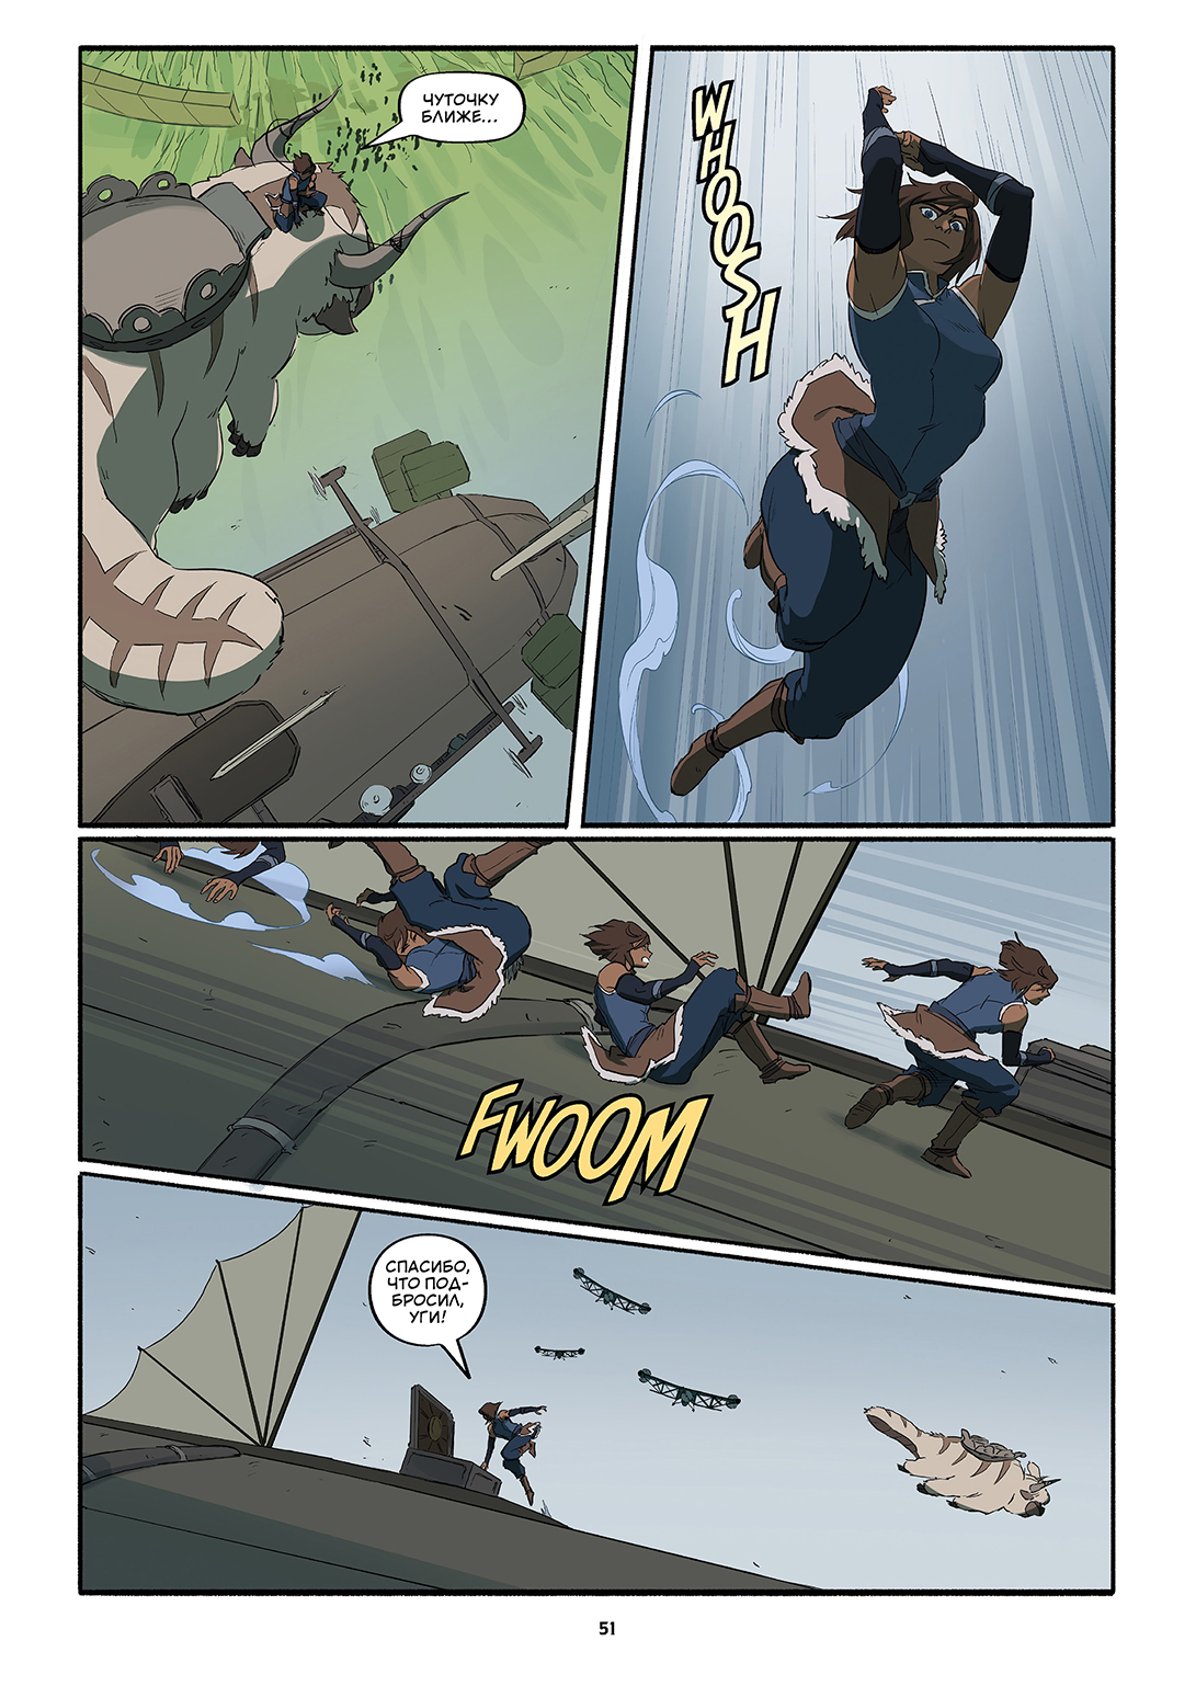 ЧУТОЧКУ
БЛИЖЕ...
WHOOSH
FWOOM
СПАСИБО,
ЧТО ПОД-
БРОСИЛ,
УГИ!
51